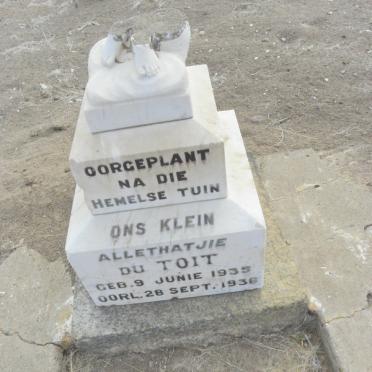 OORGEPLANT
NA DIE
HEMELSE TUIN
ONS KLEIN
ALLETHATJIE
DU TOIT
GEB. 9 JUNIE 1935
OORL. 28 SEPT. 1936